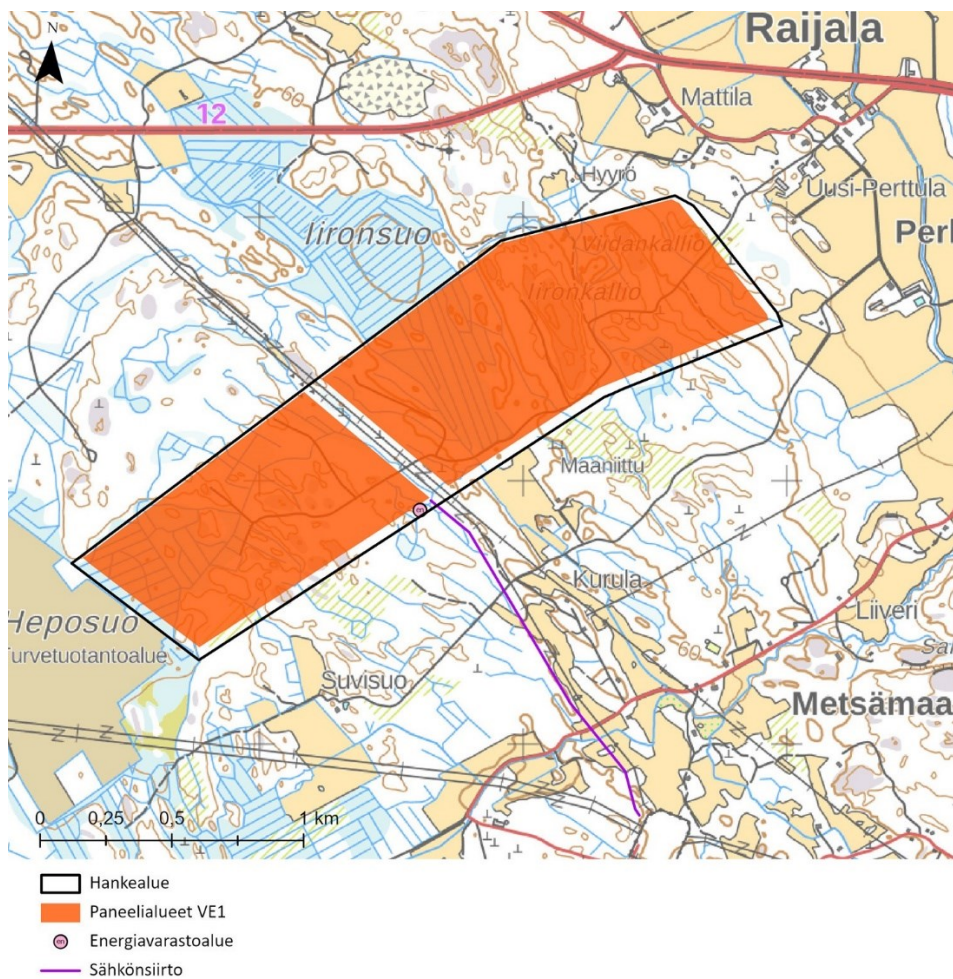 N
Raijala
Mattila
60
12
Hyyrö
Uusi-Perttula
Iironsuo
Viidankallio
Iironkallio
Maaniittu
Kurula
Liiveri
Heposuo
Turvetuotantoalue
60
Suvisuo
Metsämaa
0 0,25 0,5 1 km
Hankealue
Paneelialueet VE1
en Energiavarastoalue
Sähkönsiirto